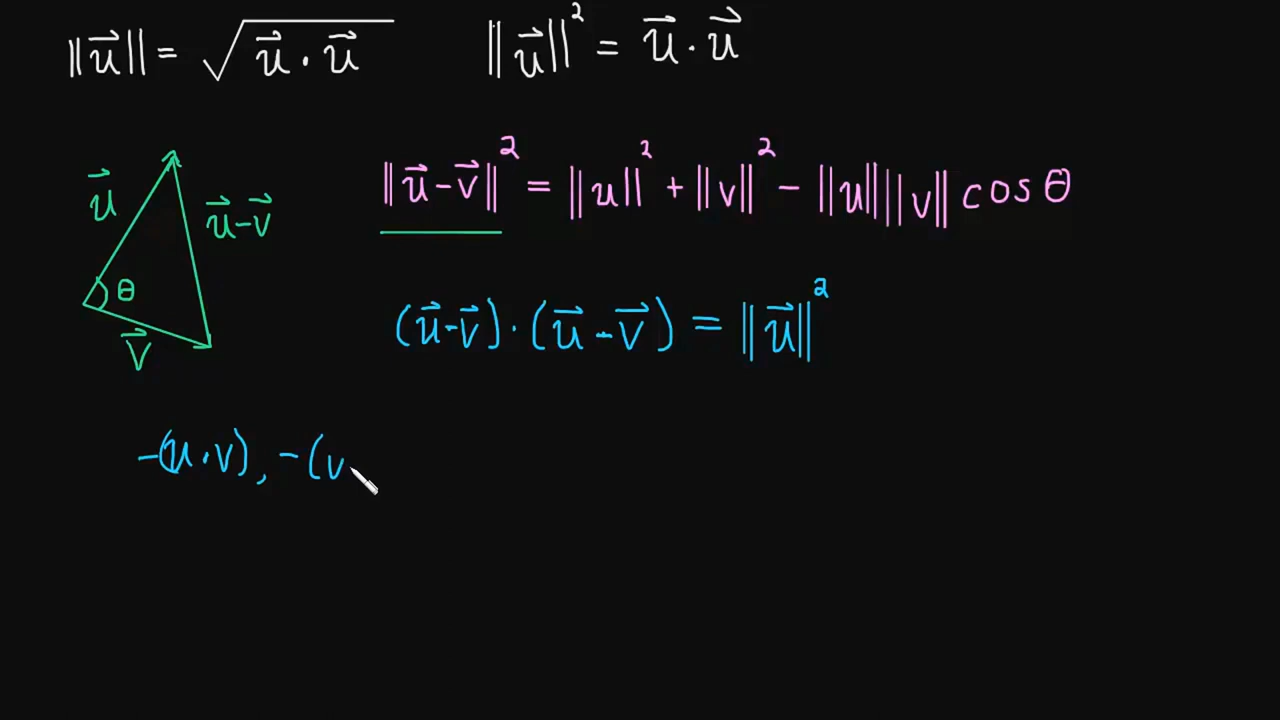 ‖u⃗‖ = √(u⃗ · u⃗)    ‖u⃗‖² = u⃗ · u⃗
‖u⃗ - v⃗‖² = ‖u‖² + ‖v‖² - ‖u‖‖v‖ cos θ
u⃗
u⃗ - v⃗
θ
v⃗
(u⃗ - v⃗) · (u⃗ - v⃗) = ‖u⃗‖²
-(u · v), -(v